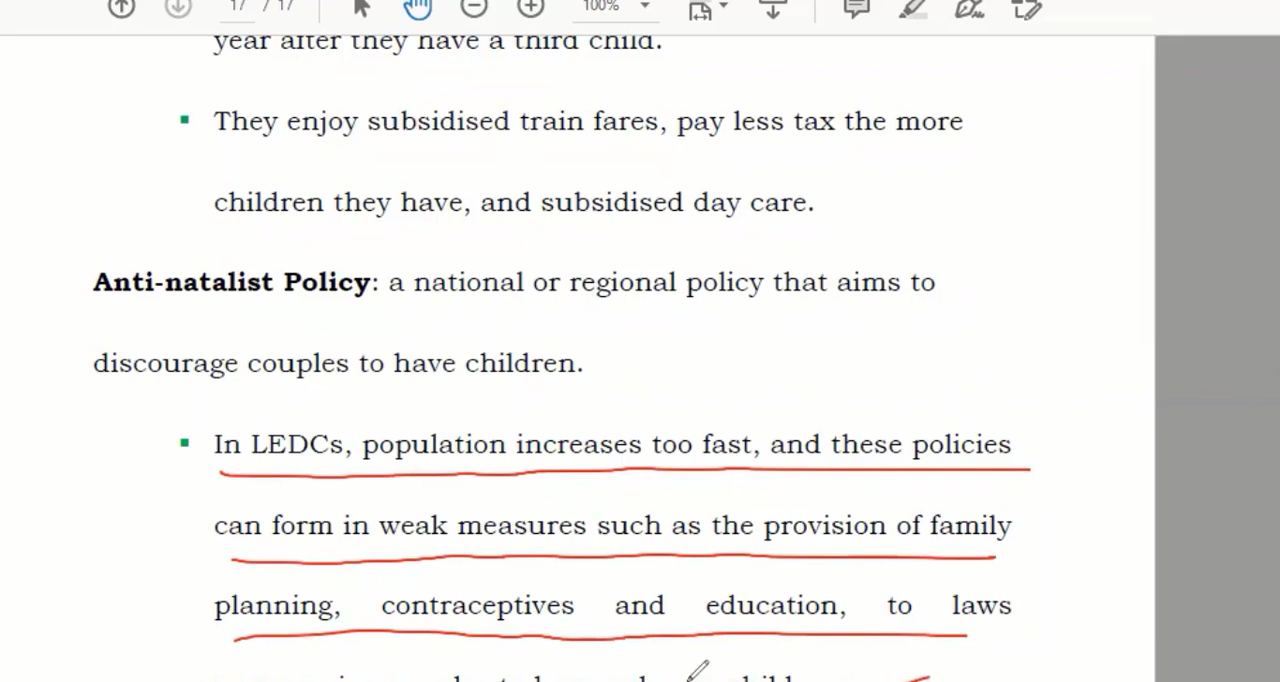 17 / 17
100%
year after they have a third child.
▪ They enjoy subsidised train fares, pay less tax the more
children they have, and subsidised day care.
Anti-natalist Policy: a national or regional policy that aims to
discourage couples to have children.
▪ In LEDCs, population increases too fast, and these policies
can form in weak measures such as the provision of family
planning, contraceptives and education, to laws